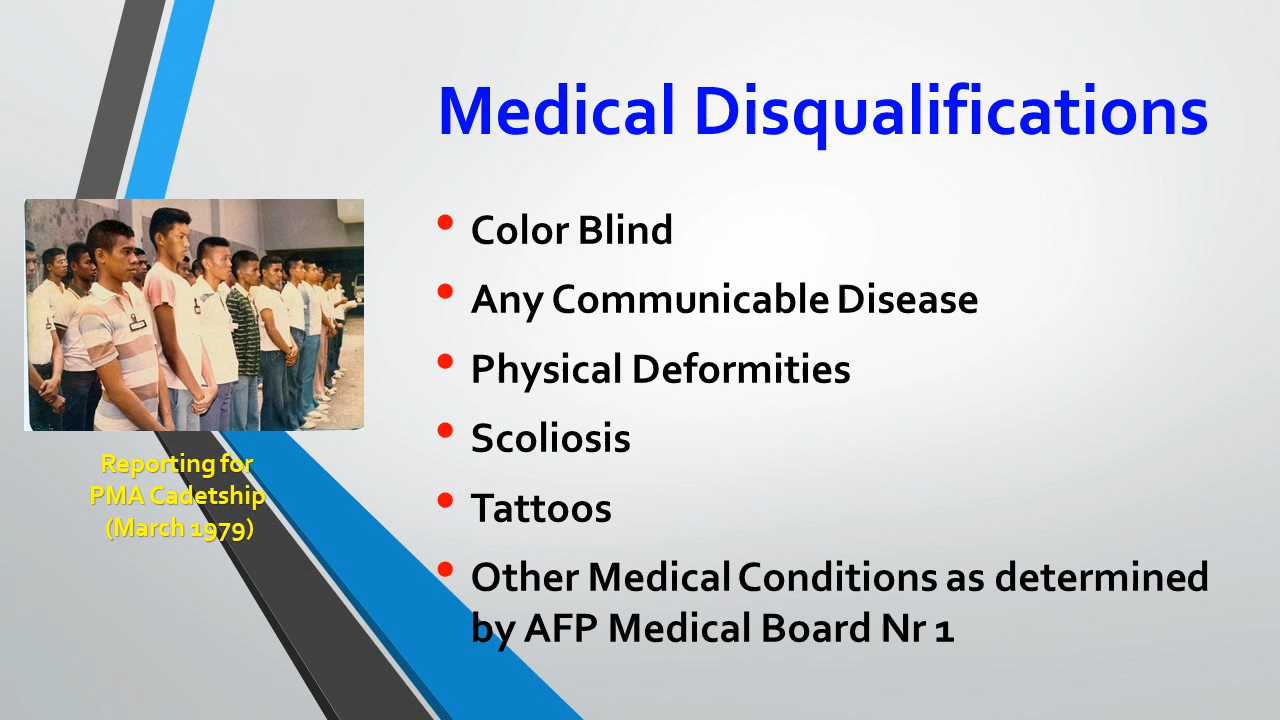 Medical Disqualifications
• Color Blind
• Any Communicable Disease
• Physical Deformities
• Scoliosis
• Tattoos
• Other Medical Conditions as determined
by AFP Medical Board Nr 1
Reporting for
PMA Cadetship
(March 1979)